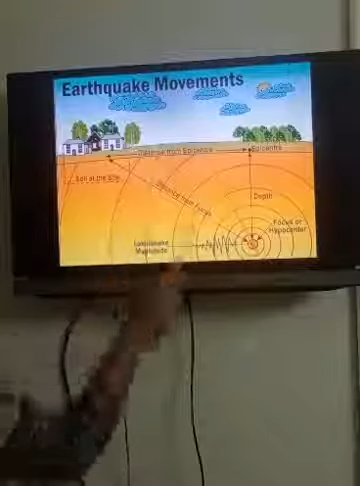 Earthquake Movements
Distance from Epicentre
Epicentre
Soil at the Site
Distance from Focus
Depth
Focus or
Hypocenter
Earthquake
Magnitude